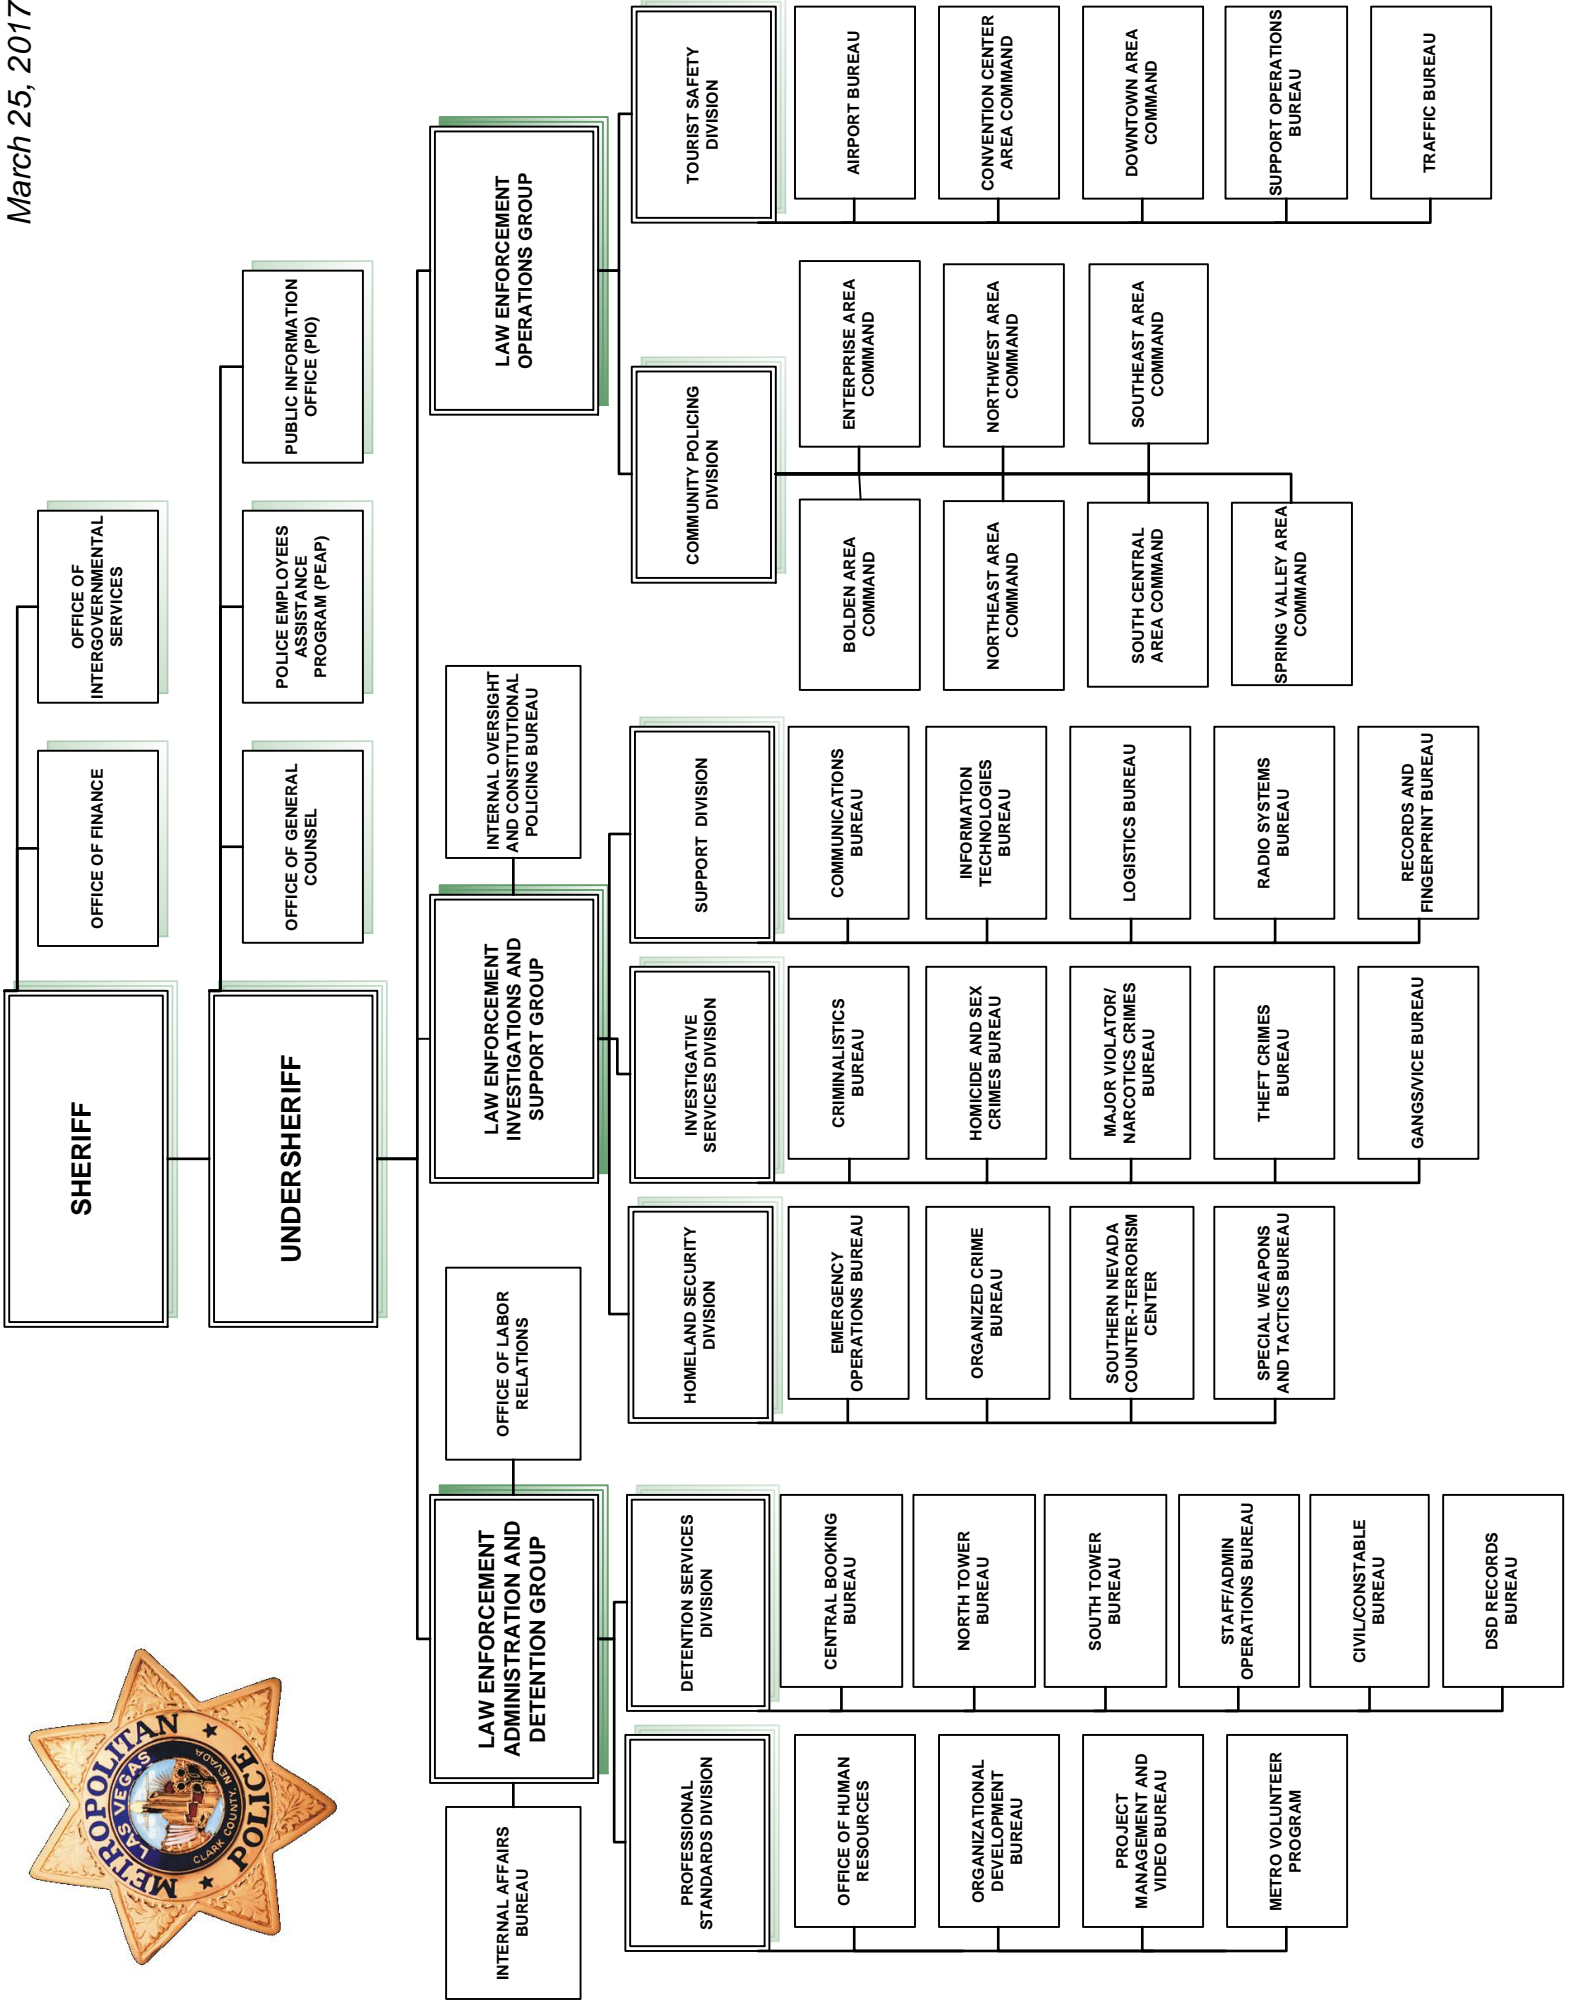 March 25, 2017
METROPOLITAN
LAS VEGAS
CLARK COUNTY, NEVADA
POLICE
SHERIFF
OFFICE OF FINANCE
OFFICE OF
INTERGOVERNMENTAL
SERVICES
UNDERSHERIFF
OFFICE OF GENERAL
COUNSEL
POLICE EMPLOYEES
ASSISTANCE
PROGRAM (PEAP)
PUBLIC INFORMATION
OFFICE (PIO)
INTERNAL AFFAIRS
BUREAU
LAW ENFORCEMENT
ADMINISTRATION AND
DETENTION GROUP
OFFICE OF LABOR
RELATIONS
LAW ENFORCEMENT
INVESTIGATIONS AND
SUPPORT GROUP
INTERNAL OVERSIGHT
AND CONSTITUTIONAL
POLICING BUREAU
LAW ENFORCEMENT
OPERATIONS GROUP
PROFESSIONAL
STANDARDS DIVISION
OFFICE OF HUMAN
RESOURCES
ORGANIZATIONAL
DEVELOPMENT
BUREAU
PROJECT
MANAGEMENT AND
VIDEO BUREAU
METRO VOLUNTEER
PROGRAM
DETENTION SERVICES
DIVISION
CENTRAL BOOKING
BUREAU
NORTH TOWER
BUREAU
SOUTH TOWER
BUREAU
STAFF/ADMIN
OPERATIONS BUREAU
CIVIL/CONSTABLE
BUREAU
DSD RECORDS
BUREAU
HOMELAND SECURITY
DIVISION
EMERGENCY
OPERATIONS BUREAU
ORGANIZED CRIME
BUREAU
SOUTHERN NEVADA
COUNTER-TERRORISM
CENTER
SPECIAL WEAPONS
AND TACTICS BUREAU
INVESTIGATIVE
SERVICES DIVISION
CRIMINALISTICS
BUREAU
HOMICIDE AND SEX
CRIMES BUREAU
MAJOR VIOLATOR/
NARCOTICS CRIMES
BUREAU
THEFT CRIMES
BUREAU
GANGS/VICE BUREAU
SUPPORT DIVISION
COMMUNICATIONS
BUREAU
INFORMATION
TECHNOLOGIES
BUREAU
LOGISTICS BUREAU
RADIO SYSTEMS
BUREAU
RECORDS AND
FINGERPRINT BUREAU
COMMUNITY POLICING
DIVISION
BOLDEN AREA
COMMAND
ENTERPRISE AREA
COMMAND
NORTHEAST AREA
COMMAND
NORTHWEST AREA
COMMAND
SOUTH CENTRAL
AREA COMMAND
SOUTHEAST AREA
COMMAND
SPRING VALLEY AREA
COMMAND
TOURIST SAFETY
DIVISION
AIRPORT BUREAU
CONVENTION CENTER
AREA COMMAND
DOWNTOWN AREA
COMMAND
SUPPORT OPERATIONS
BUREAU
TRAFFIC BUREAU